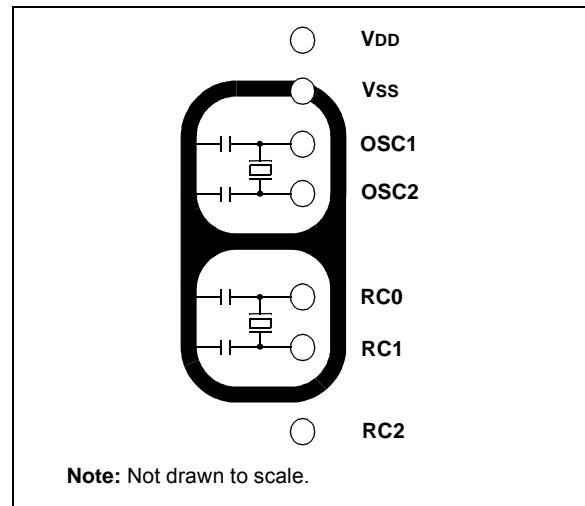 VDD
VSS
OSC1
OSC2
RC0
RC1
RC2
Note: Not drawn to scale.